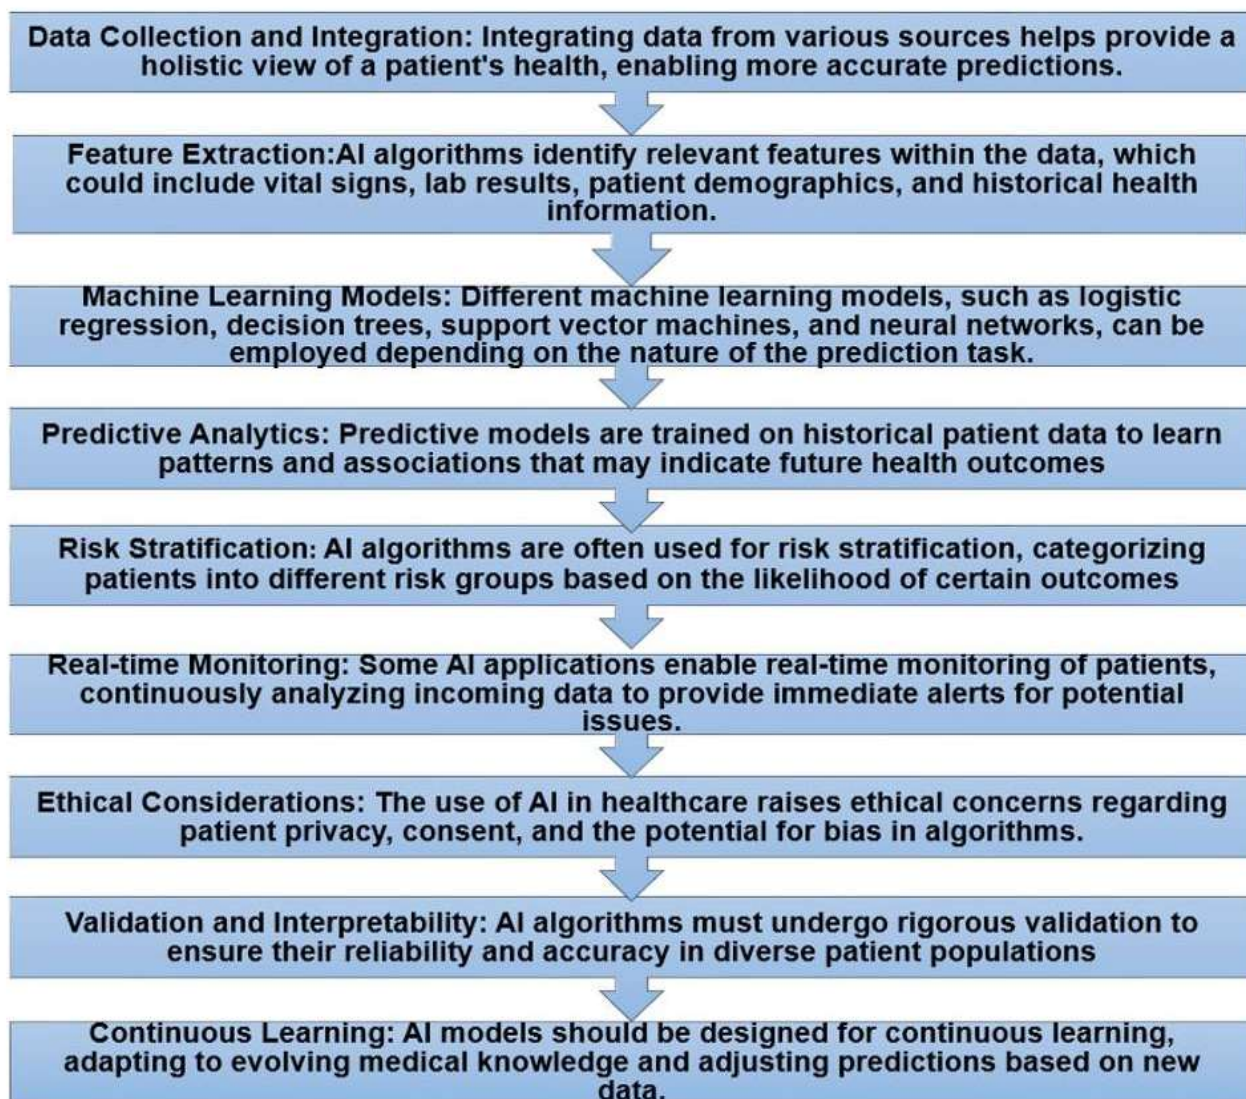 Data Collection and Integration: Integrating data from various sources helps provide a
holistic view of a patient's health, enabling more accurate predictions.
Feature Extraction:AI algorithms identify relevant features within the data, which
could include vital signs, lab results, patient demographics, and historical health
information.
Machine Learning Models: Different machine learning models, such as logistic
regression, decision trees, support vector machines, and neural networks, can be
employed depending on the nature of the prediction task.
Predictive Analytics: Predictive models are trained on historical patient data to learn
patterns and associations that may indicate future health outcomes
Risk Stratification: AI algorithms are often used for risk stratification, categorizing
patients into different risk groups based on the likelihood of certain outcomes
Real-time Monitoring: Some AI applications enable real-time monitoring of patients,
continuously analyzing incoming data to provide immediate alerts for potential
issues.
Ethical Considerations: The use of AI in healthcare raises ethical concerns regarding
patient privacy, consent, and the potential for bias in algorithms.
Validation and Interpretability: AI algorithms must undergo rigorous validation to
ensure their reliability and accuracy in diverse patient populations
Continuous Learning: AI models should be designed for continuous learning,
adapting to evolving medical knowledge and adjusting predictions based on new
data.